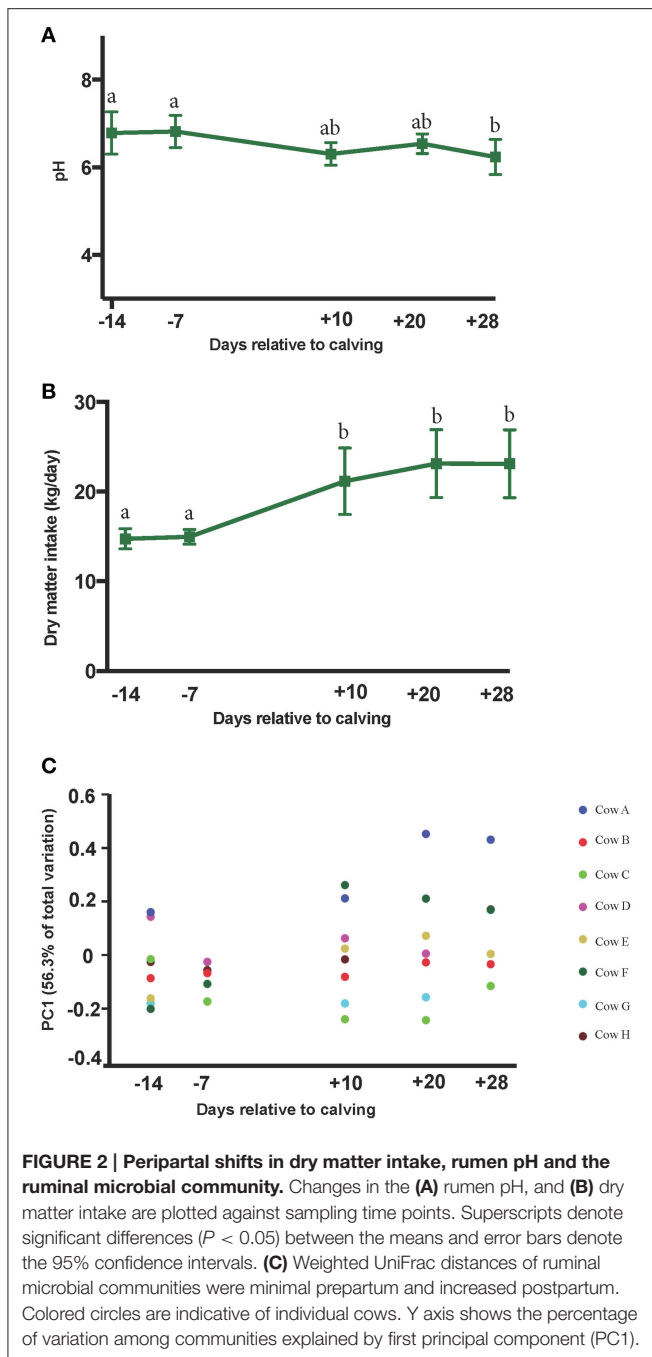 A
8
a
a
ab
ab
b
6
pH
4
-14 -7 +10 +20 +28
Days relative to calving
B
30
b
b
b
20
a
a
Dry matter intake (kg/day)
10
0
-14 -7 +10 +20 +28
Days relative to calving
C
0.6
0.4
0.2
0
-0.2
-0.4
PC1 (56.3% of total variation)
Cow A
Cow B
Cow C
Cow D
Cow E
Cow F
Cow G
Cow H
-14 -7 +10 +20 +28
Days relative to calving
FIGURE 2 | Peripartal shifts in dry matter intake, rumen pH and the
ruminal microbial community. Changes in the (A) rumen pH, and (B) dry
matter intake are plotted against sampling time points. Superscripts denote
significant differences (P < 0.05) between the means and error bars denote
the 95% confidence intervals. (C) Weighted UniFrac distances of ruminal
microbial communities were minimal prepartum and increased postpartum.
Colored circles are indicative of individual cows. Y axis shows the percentage
of variation among communities explained by first principal component (PC1).